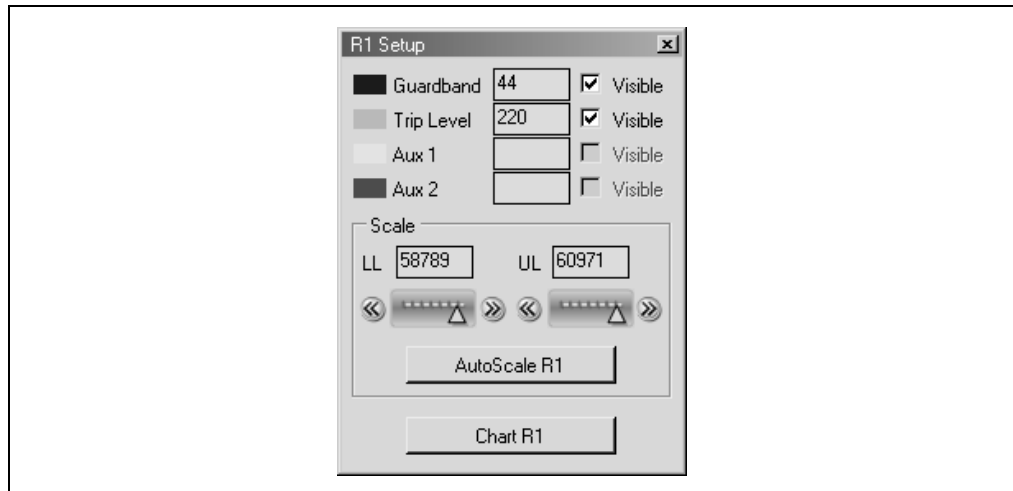 R1 Setup
Guardband 44 Visible
Trip Level 220 Visible
Aux 1 Visible
Aux 2 Visible
Scale
LL 58789 UL 60971
AutoScale R1
Chart R1